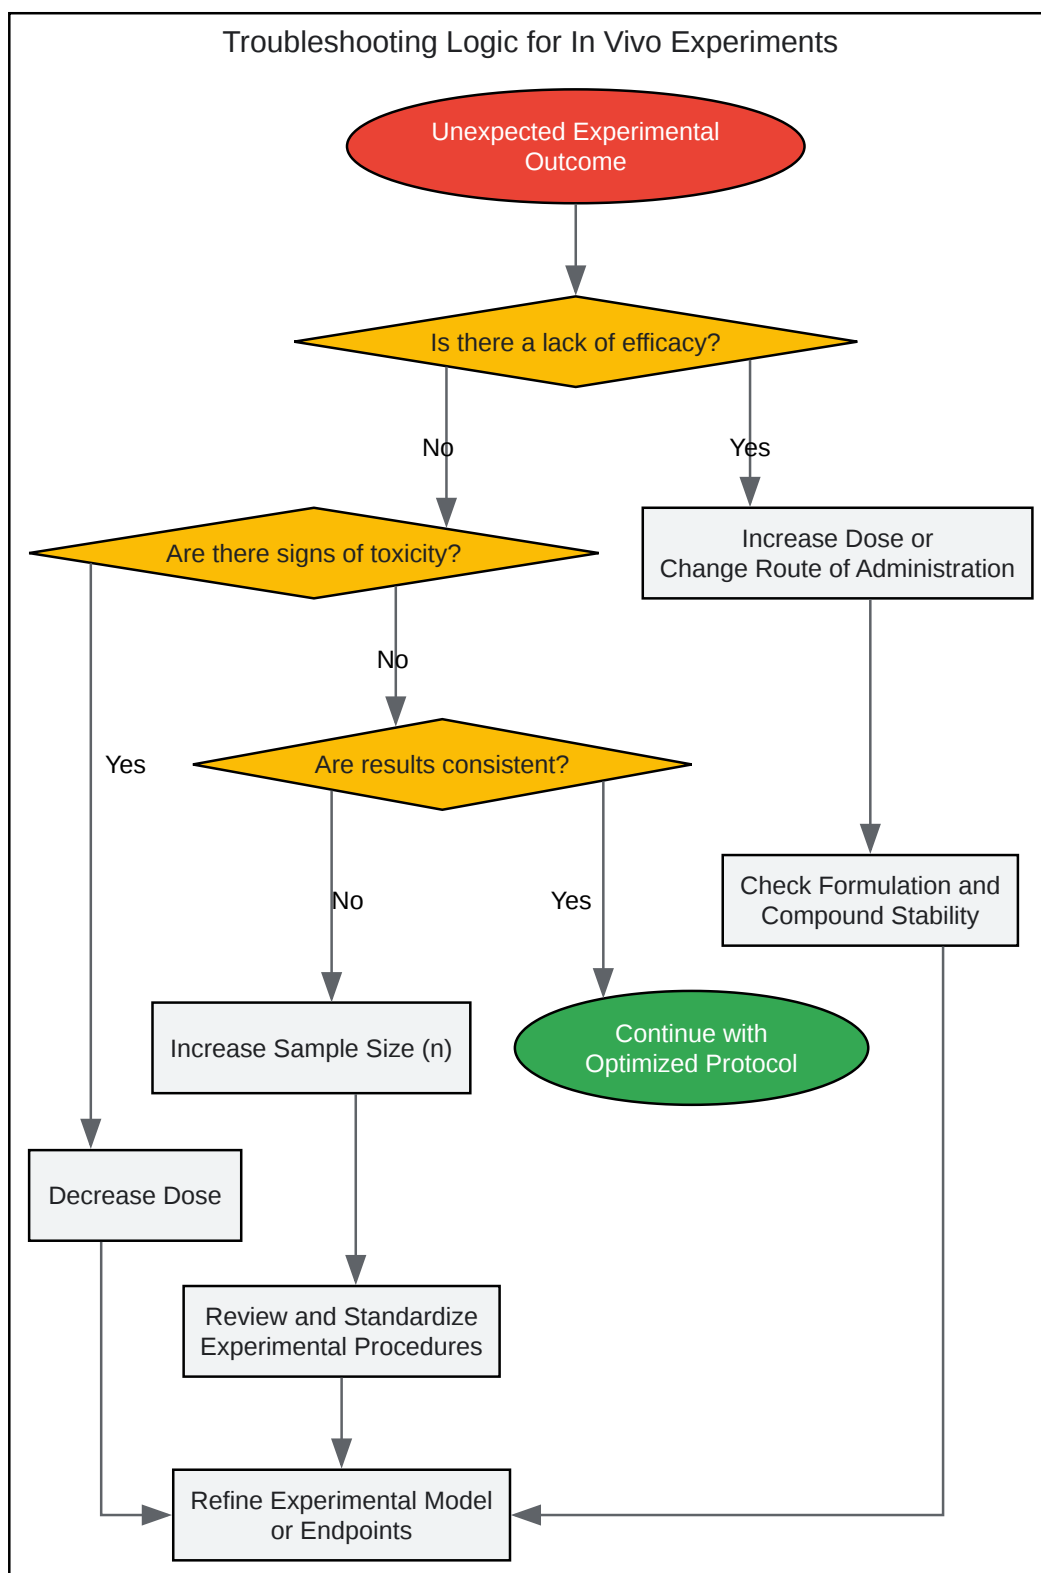 Troubleshooting Logic for In Vivo Experiments
Unexpected Experimental
Outcome
Is there a lack of efficacy?
No
Yes
Are there signs of toxicity?
Increase Dose or
Change Route of Administration
No
Yes
Are results consistent?
No
Yes
Check Formulation and
Compound Stability
Increase Sample Size (n)
Continue with
Optimized Protocol
Decrease Dose
Review and Standardize
Experimental Procedures
Refine Experimental Model
or Endpoints